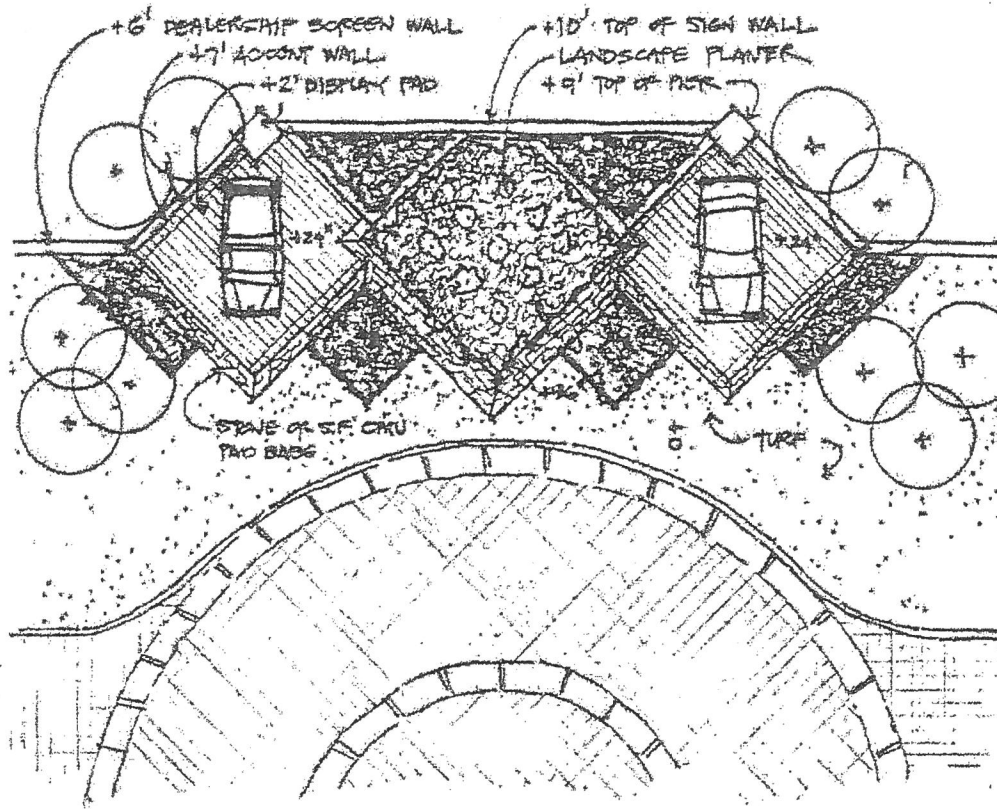 +6' DEALERSHIP SCREEN WALL
+7' ACCENT WALL
+2' DISPLAY PAD
+10' TOP OF SIGN WALL
LANDSCAPE PLANTER
+9' TOP OF PIER
+24"
+24"
STONE OR S.F. CMU
PAD BASE
+0
TURF